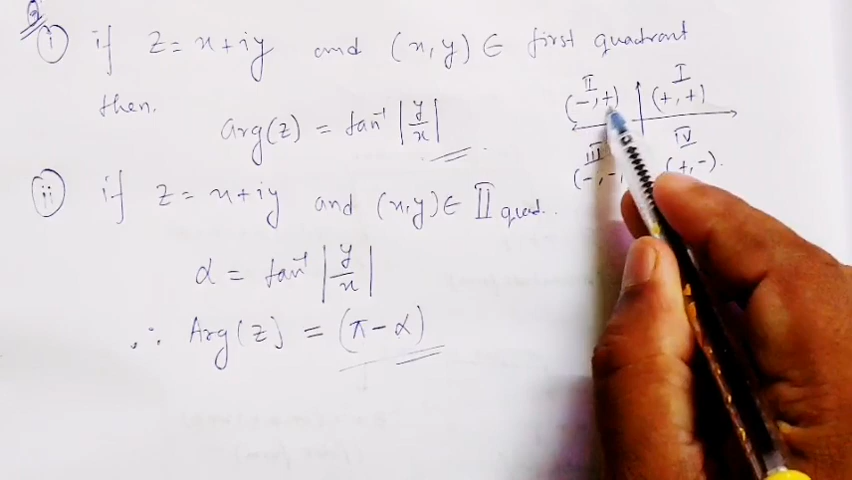 (i) if z = x+iy and (x,y) ∈ first quadrant
then.
Arg(z) = tan⁻¹ |y/x|
II (-,+) I (+,+)
III (-,-, IV (+,-).
(ii) if z = x+iy and (x,y) ∈ II quad.
α = tan⁻¹ |y/x|
∴ Arg(z) = (π-α)